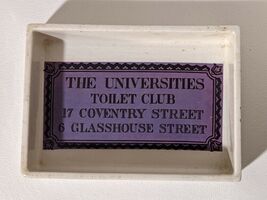 THE UNIVERSITIES
TOILET CLUB
17 COVENTRY STREET
6 GLASSHOUSE STREET